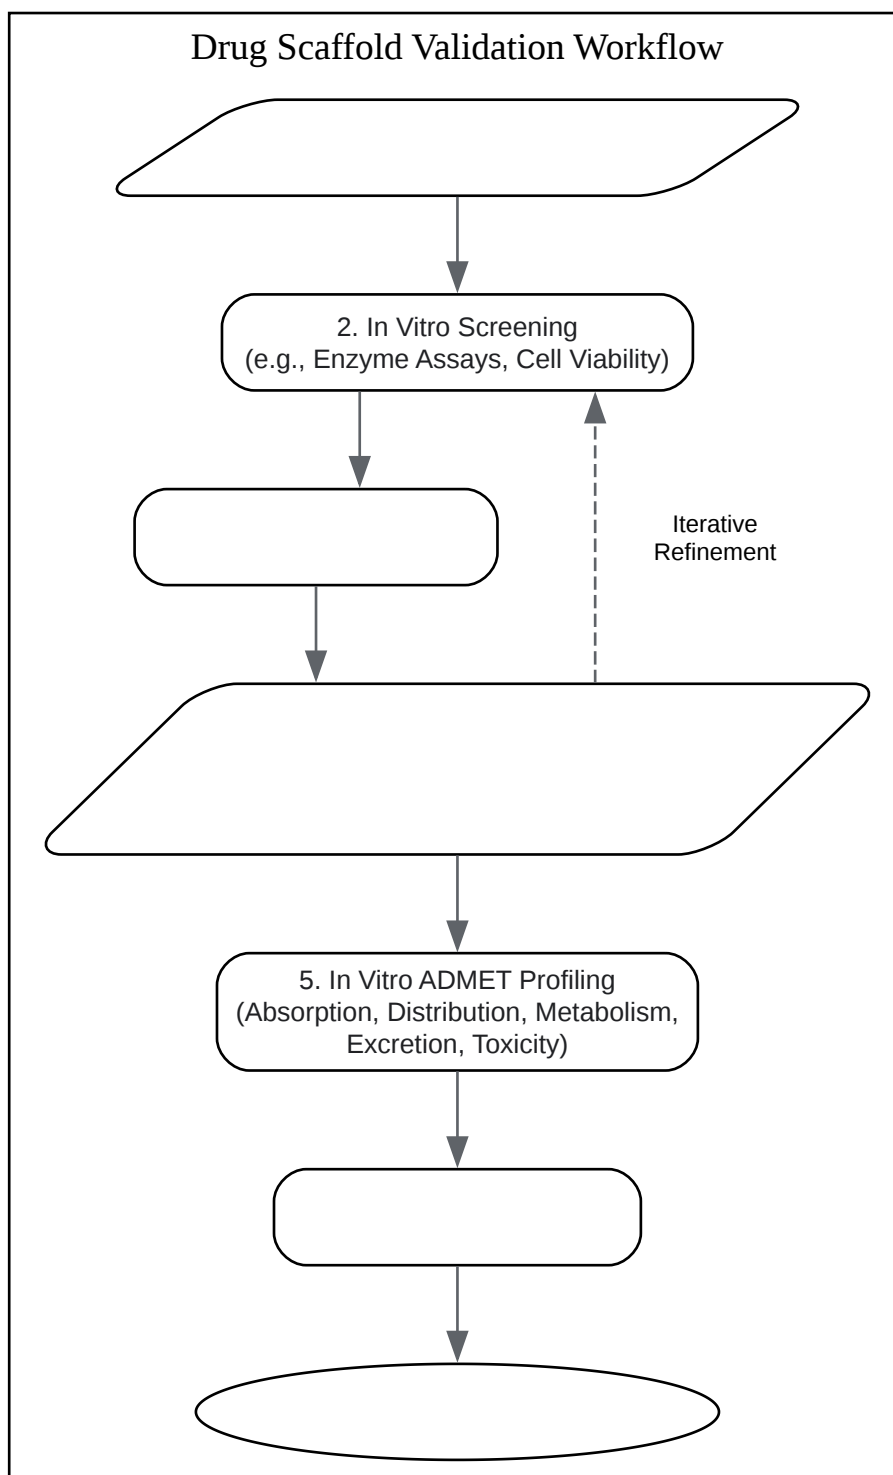 Drug Scaffold Validation Workflow
2. In Vitro Screening
(e.g., Enzyme Assays, Cell Viability)
Iterative
Refinement
5. In Vitro ADMET Profiling
(Absorption, Distribution, Metabolism,
Excretion, Toxicity)